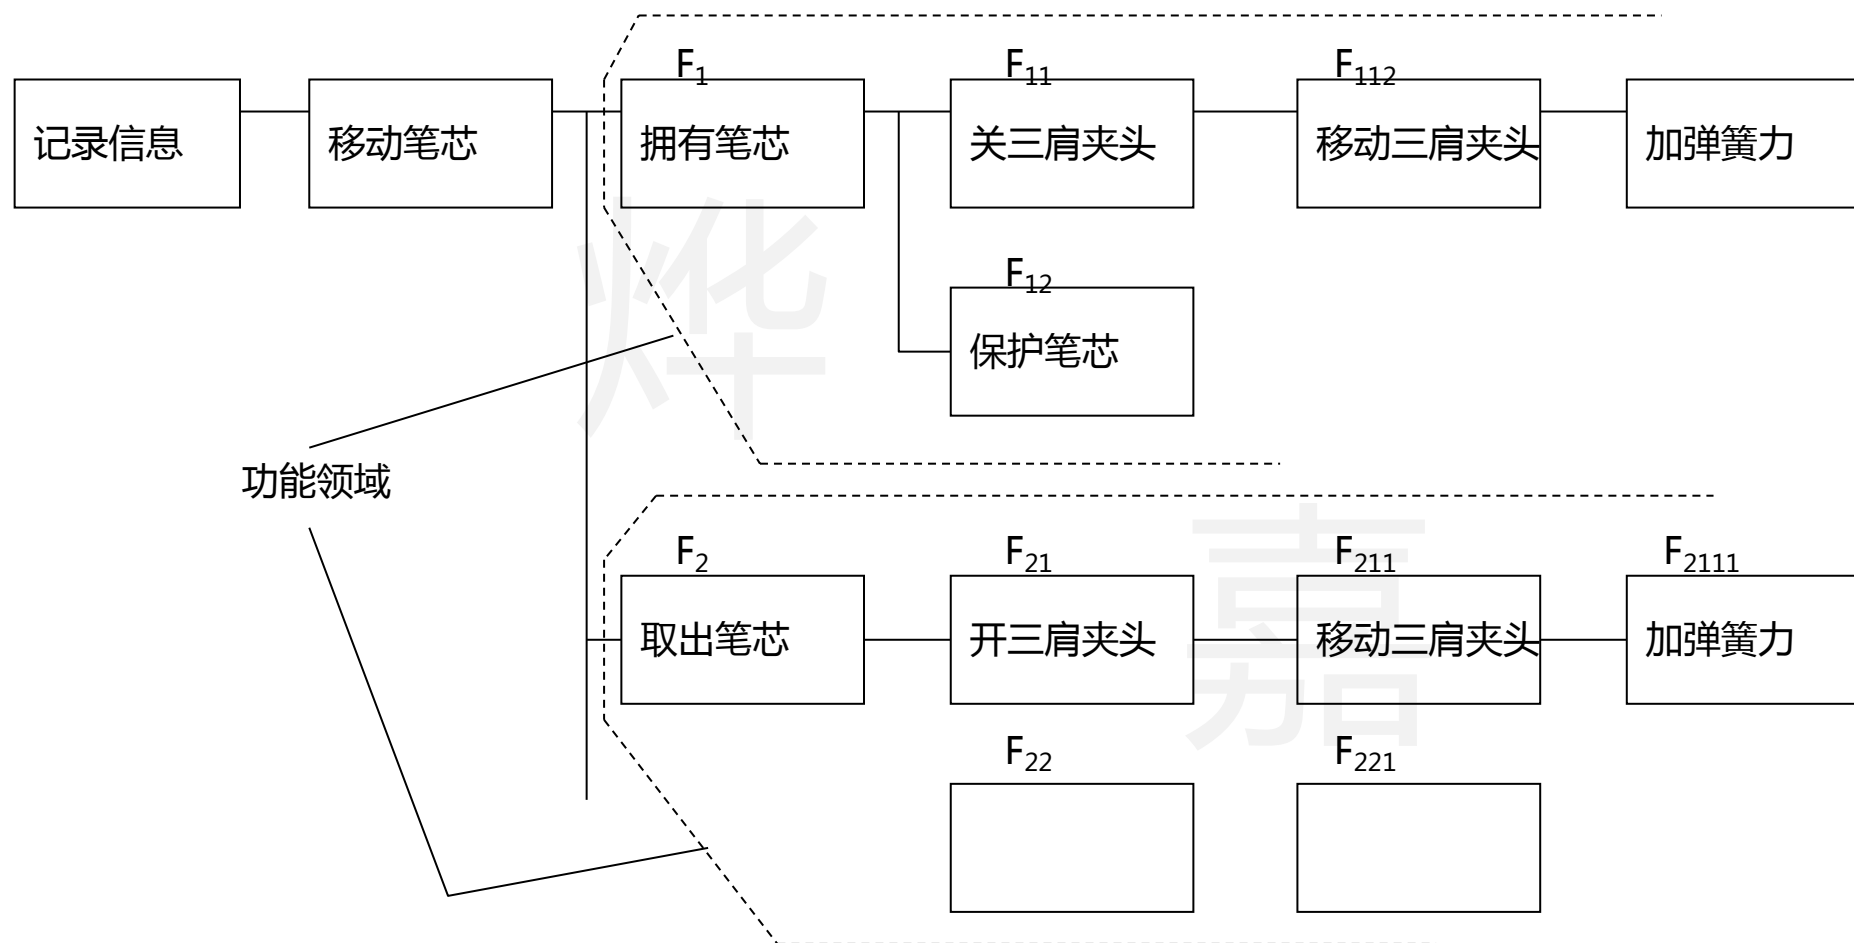 F₁
F₁₁
F₁₁₂
记录信息
移动笔芯
拥有笔芯
关三肩夹头
移动三肩夹头
加弹簧力
F₁₂
保护笔芯
烨
功能领域
F₂
F₂₁
F₂₁₁
F₂₁₁₁
取出笔芯
开三肩夹头
移动三肩夹头
加弹簧力
嘉
F₂₂
F₂₂₁